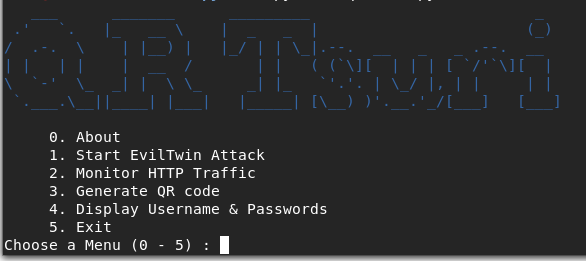 0. About
1. Start EvilTwin Attack
2. Monitor HTTP Traffic
3. Generate QR code
4. Display Username & Passwords
5. Exit
Choose a Menu (0 - 5) :